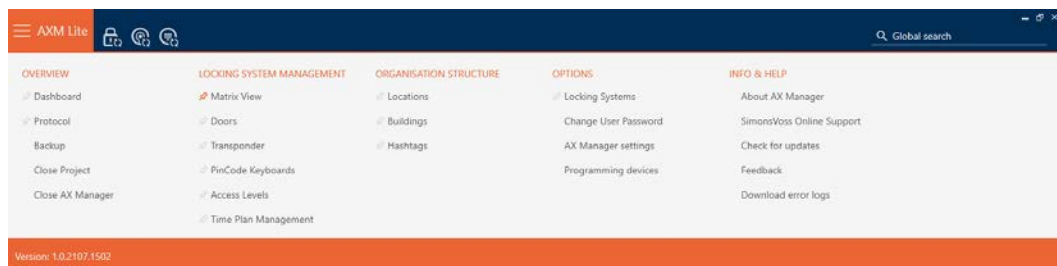 AXM Lite
Global search
OVERVIEW
Dashboard
Protocol
Backup
Close Project
Close AX Manager
LOCKING SYSTEM MANAGEMENT
Matrix View
Doors
Transponder
PinCode Keyboards
Access Levels
Time Plan Management
ORGANISATION STRUCTURE
Locations
Buildings
Hashtags
OPTIONS
Locking Systems
Change User Password
AX Manager settings
Programming devices
INFO & HELP
About AX Manager
SimonsVoss Online Support
Check for updates
Feedback
Download error logs
Version: 1.0.2107.1502